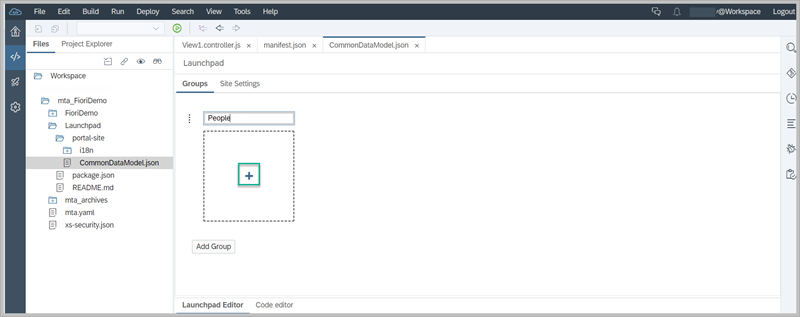 File Edit Build Run Deploy Search View Tools Help @Workspace Logout
Files Project Explorer
View1.controller.js × manifest.json × CommonDataModel.json ×
Launchpad
Groups Site Settings
Workspace
mta_FioriDemo
FioriDemo
Launchpad
portal-site
i18n
CommonDataModel.json
package.json
README.md
mta_archives
mta.yaml
xs-security.json
People
+
Add Group
Launchpad Editor Code editor